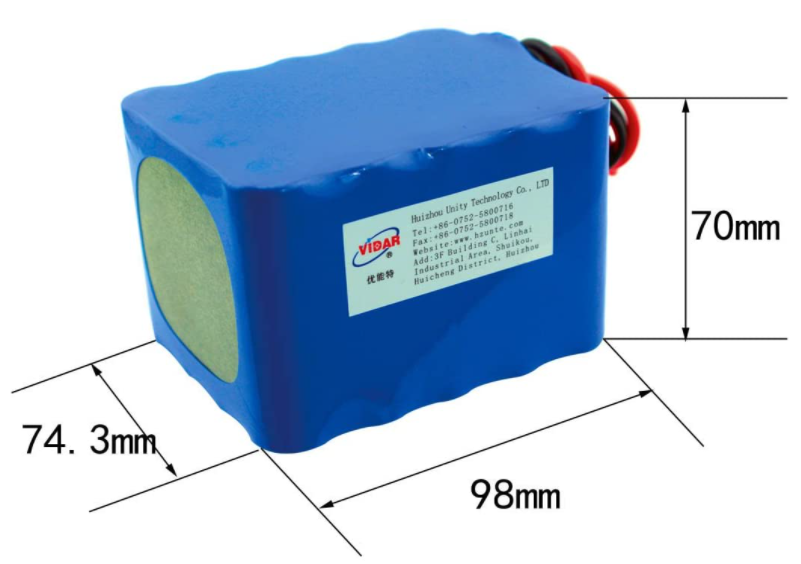 Huizhou Unity Technology Co., LTD
Tel:+86-0752-5800716
Fax:+86-0752-5800718
Website:www.hsunte.com
Add:3F Building C, Linhai
Industrial Area, Shuikou,
Huicheng District, Huizhou
VIDAR
®
优能特
70mm
74.3mm
98mm